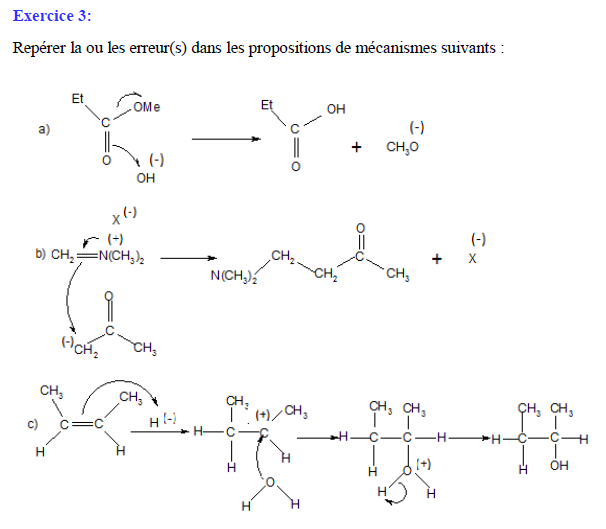 Exercice 3:
Repérer la ou les erreur(s) dans les propositions de mécanismes suivants :
a) Et C OMe O (-) OH Et C OH O + (-) CH3O
b) X (-) (+) CH2 N(CH3)2 O C (-) CH2 CH3 N(CH3)2 CH2 CH2 O C CH3 + (-) X
c) CH3 H C C CH3 H H (-) CH3 H C H (+) C CH3 H O H H CH3 CH3 H C C H H O (+) H H CH3 CH3 H C C H H OH